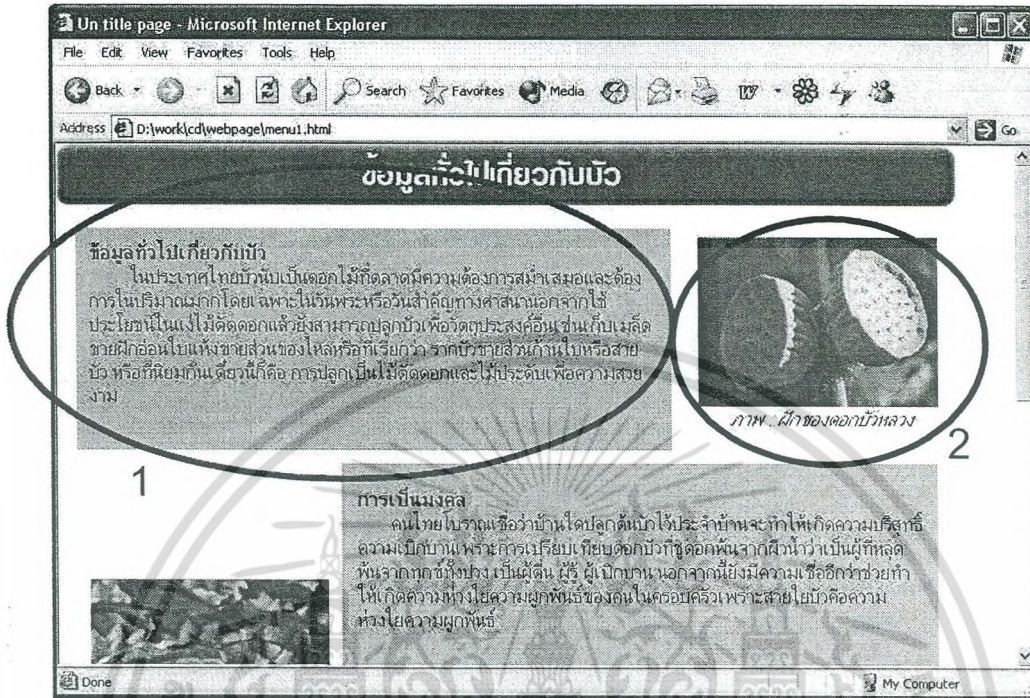 Un title page - Microsoft Internet Explorer
File Edit View Favorites Tools Help
Back Search Favorites Media
Address D:\work\cd\webpage\menu1.html Go
ข้อมูลทั่วไปเกี่ยวกับบัว
ข้อมูลทั่วไปเกี่ยวกับบัว
ในประเทศไทยบัวนับเป็นดอกไม้ที่ตลาดมีความต้องการสม่ำเสมอและต้อง
การในปริมาณมากโดยเฉพาะในวันพระหรือวันสำคัญทางศาสนานอกจากใช้
ประโยชน์ในแง่ไม้ตัดดอกแล้วยังสามารถปลูกบัวเพื่อวัตถุประสงค์อื่นเช่นเก็บเมล็ด
ขายฝักอ่อนใบแห้งขายส่วนของไหลหรือที่เรียกว่า รากบัวขายส่วนก้านใบหรือสาย
บัว หรือที่นิยมกันเดี๋ยวนี้ก็คือ การปลูกเป็นไม้ตัดดอกและไม้ประดับเพื่อความสวย
งาม
ภาพ : ฝักของดอกบัวหลวง
1
2
การเป็นมงคล
คนไทยโบราณเชื่อว่าบ้านใดปลูกต้นบัวไว้ประจำบ้านจะทำให้เกิดความบริสุทธิ์
ความเบิกบานเพราะการเปรียบเทียบดอกบัวที่ชูดอกพ้นจากผิวน้ำว่าเป็นผู้ที่หลุด
พ้นจากทุกข์ทั้งปวง เป็นผู้ตื่น ผู้รู้ ผู้เบิกบาน นอกจากนี้ยังมีความเชื่ออีกว่าช่วยทำ
ให้เกิดความห่วงใยความผูกพันธ์ของคนในครอบครัวเพราะสายใยบัวคือความ
ห่วงใยความผูกพันธ์
Done My Computer